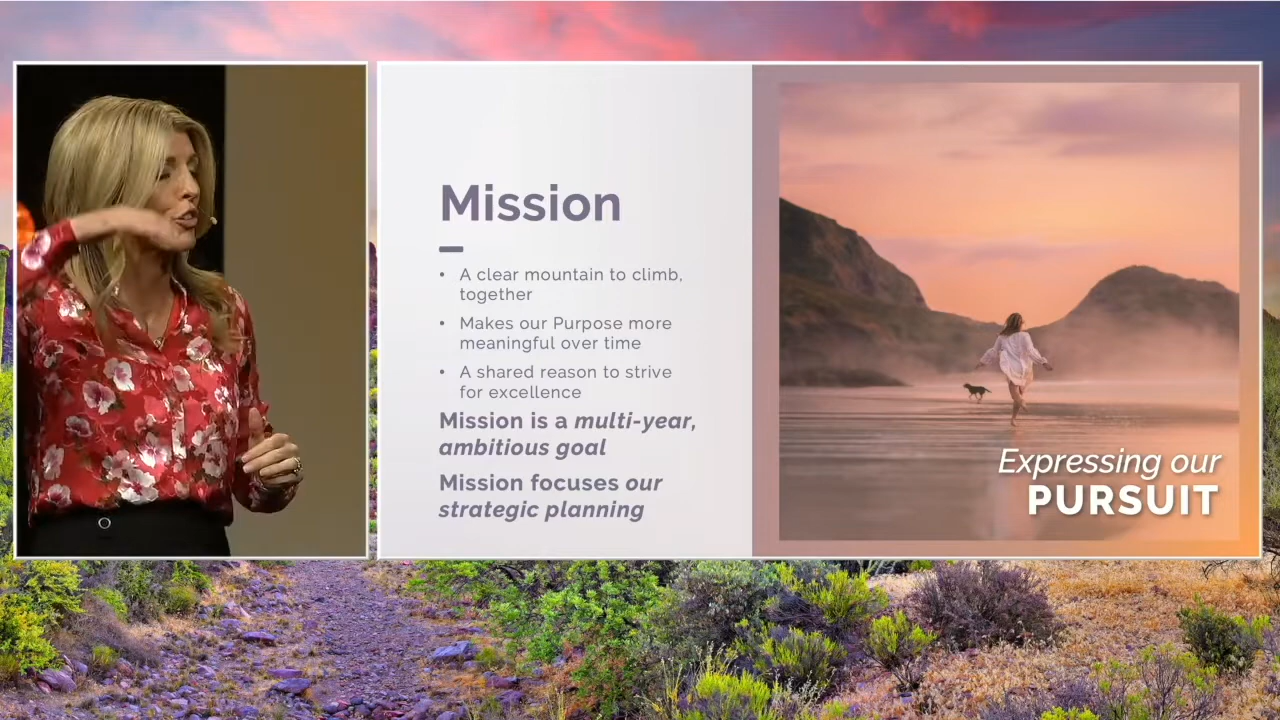 Mission
• A clear mountain to climb,
together
• Makes our Purpose more
meaningful over time
• A shared reason to strive
for excellence
Mission is a multi-year,
ambitious goal
Mission focuses our
strategic planning
Expressing our
PURSUIT